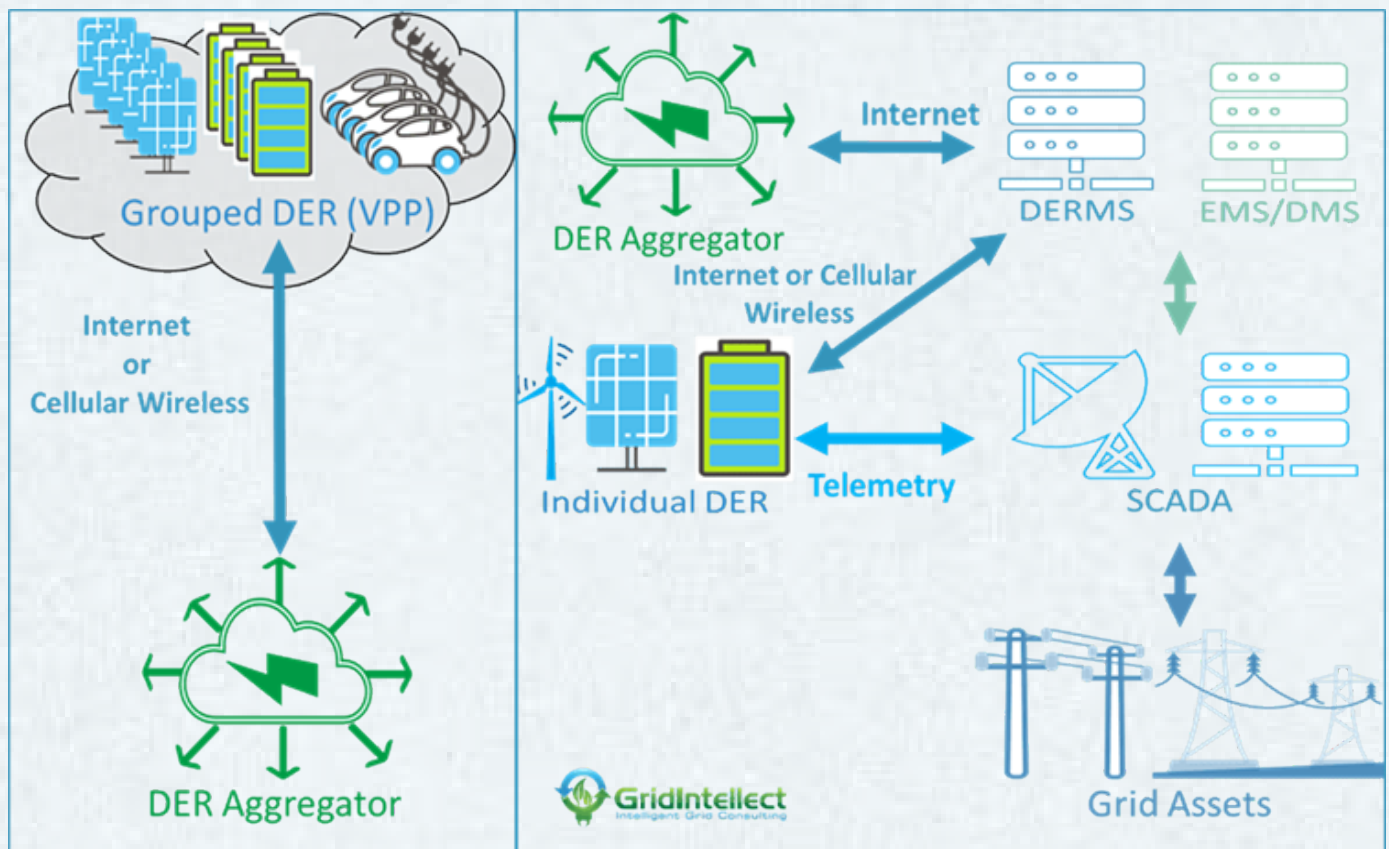 Grouped DER (VPP)
Internet
or
Cellular Wireless
DER Aggregator
DER Aggregator
Internet
DERMS
EMS/DMS
Internet or Cellular
Wireless
Individual DER
Telemetry
SCADA
Grid Assets
GridIntellect
Intelligent Grid Consulting